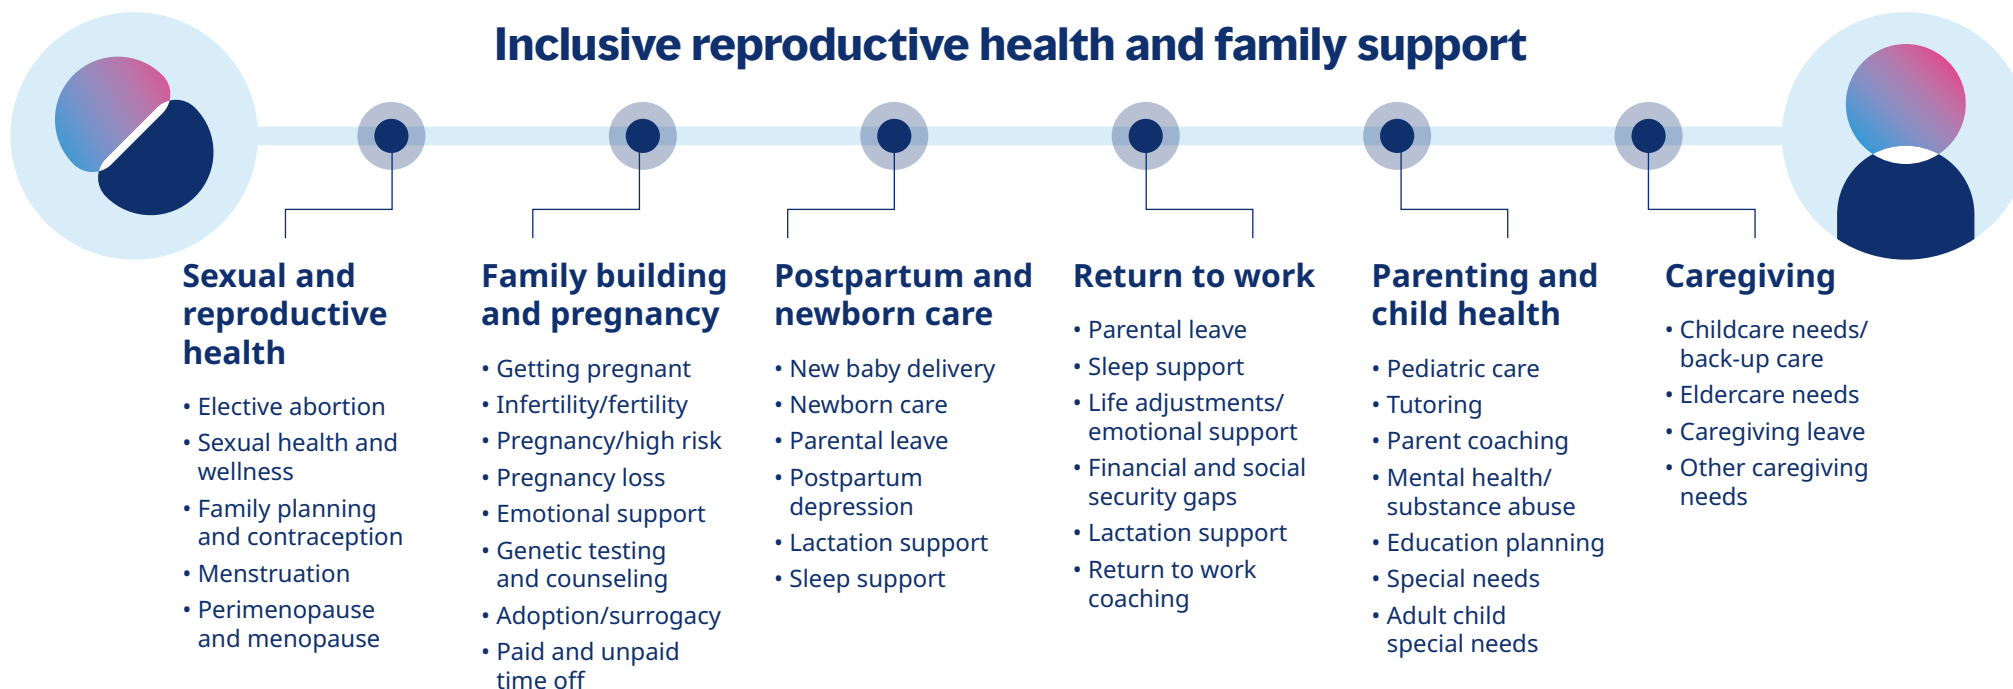 Inclusive reproductive health and family support
Sexual and
reproductive
health
• Elective abortion
• Sexual health and
wellness
• Family planning
and contraception
• Menstruation
• Perimenopause
and menopause
Family building
and pregnancy
• Getting pregnant
• Infertility/fertility
• Pregnancy/high risk
• Pregnancy loss
• Emotional support
• Genetic testing
and counseling
• Adoption/surrogacy
• Paid and unpaid
time off
Postpartum and
newborn care
• New baby delivery
• Newborn care
• Parental leave
• Postpartum
depression
• Lactation support
• Sleep support
Return to work
• Parental leave
• Sleep support
• Life adjustments/
emotional support
• Financial and social
security gaps
• Lactation support
• Return to work
coaching
Parenting and
child health
• Pediatric care
• Tutoring
• Parent coaching
• Mental health/
substance abuse
• Education planning
• Special needs
• Adult child
special needs
Caregiving
• Childcare needs/
back-up care
• Eldercare needs
• Caregiving leave
• Other caregiving
needs